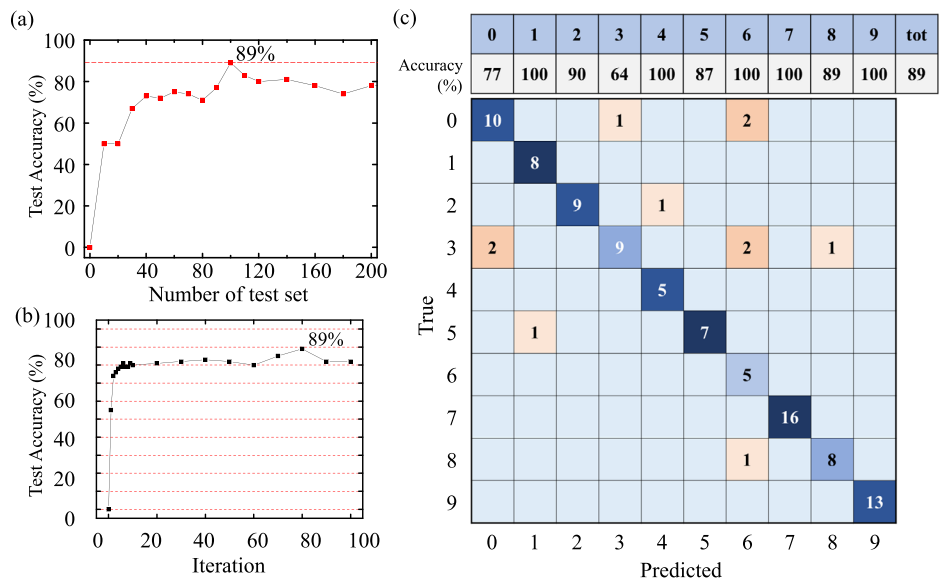 (a)
100
80
60
40
20
0
Test Accuracy (%)
89%
0 40 80 120 160 200
Number of test set
(b)
100
80
60
40
20
0
Test Accuracy (%)
89%
0 20 40 60 80 100
Iteration
(c)
0 1 2 3 4 5 6 7 8 9 tot
Accuracy (%) 77 100 90 64 100 87 100 100 89 100 89
True
0 10 1 2
1 8
2 9 1
3 2 9 2 1
4 5
5 1 7
6 5
7 16
8 1 8
9 13
0 1 2 3 4 5 6 7 8 9
Predicted